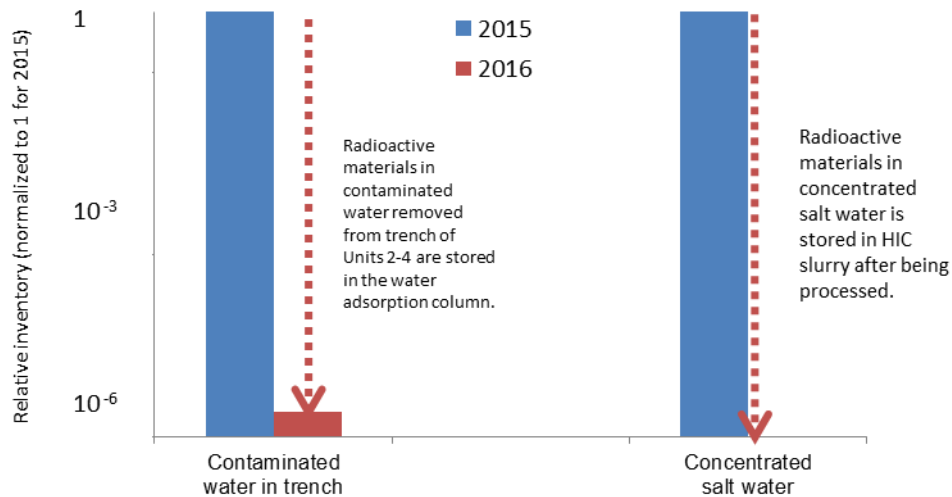 Relative inventory (normalized to 1 for 2015)
1
10⁻³
10⁻⁶
2015
2016
Radioactive
materials in
contaminated
water removed
from trench of
Units 2-4 are stored
in the water
adsorption column.
Radioactive
materials in
concentrated
salt water is
stored in HIC
slurry after being
processed.
Contaminated
water in trench
Concentrated
salt water